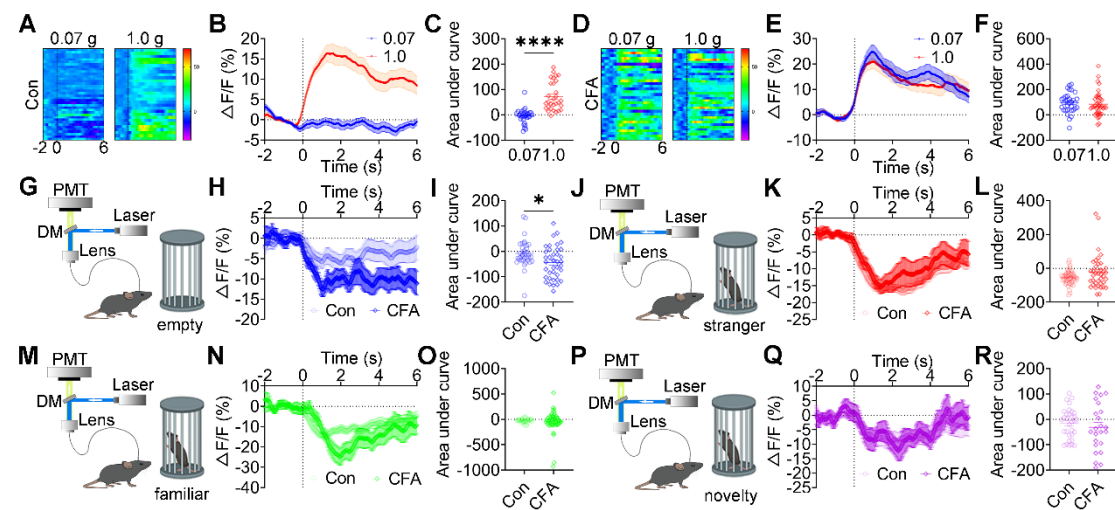 A
0.07 g
1.0 g
Con
50
0
-2 0 6
B
ΔF/F (%)
20
15
10
5
0
-5
0.07
1.0
-2 0 2 4 6
Time (s)
C
Area under curve
300
200
100
0
-100
****
0.071.0
D
0.07 g
1.0 g
CFA
50
0
-2 0 6
E
ΔF/F (%)
30
20
10
0
-10
0.07
1.0
-2 0 2 4 6
Time (s)
F
Area under curve
600
400
200
0
-200
0.071.0
G
PMT
Laser
DM
Lens
empty
H
Time (s)
-2 0 2 4 6
ΔF/F (%)
5
0
-5
-10
-15
-20
Con
CFA
I
Area under curve
200
100
0
-100
200
*
Con
CFA
J
PMT
Laser
DM
Lens
stranger
K
Time (s)
-2 0 2 4 6
ΔF/F (%)
5
0
-5
-10
-15
-20
-25
Con
CFA
L
Area under curve
400
200
0
-200
Con
CFA
M
PMT
Laser
DM
Lens
familiar
N
Time (s)
-2 0 2 4 6
ΔF/F (%)
10
0
-10
-20
-30
-40
Con
CFA
O
Area under curve
1000
500
0
-500
-1000
Con
CFA
P
PMT
Laser
DM
Lens
novelty
Q
Time (s)
-2 0 2 4 6
ΔF/F (%)
10
5
0
-5
-10
-15
-20
-25
Con
CFA
R
Area under curve
200
100
0
-100
200
Con
CFA